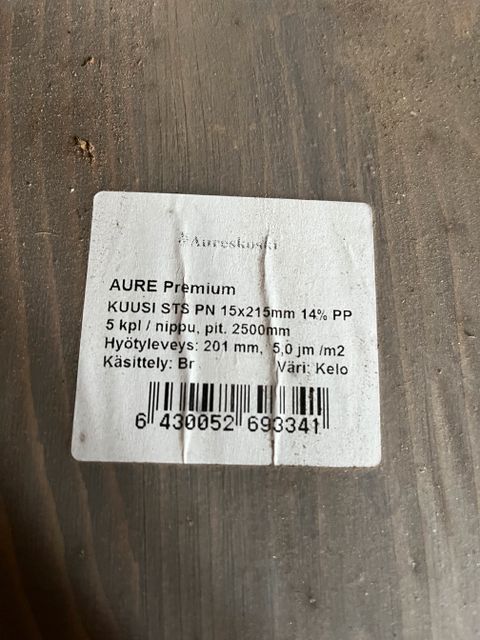 Aureskoski
AURE Premium
KUUSI STS PN 15x215mm 14% PP
5 kpl / nippu, pit. 2500mm
Hyötyleveys: 201 mm, 5,0 jm /m2
Käsittely: Br Väri: Kelo
6 430052 693341